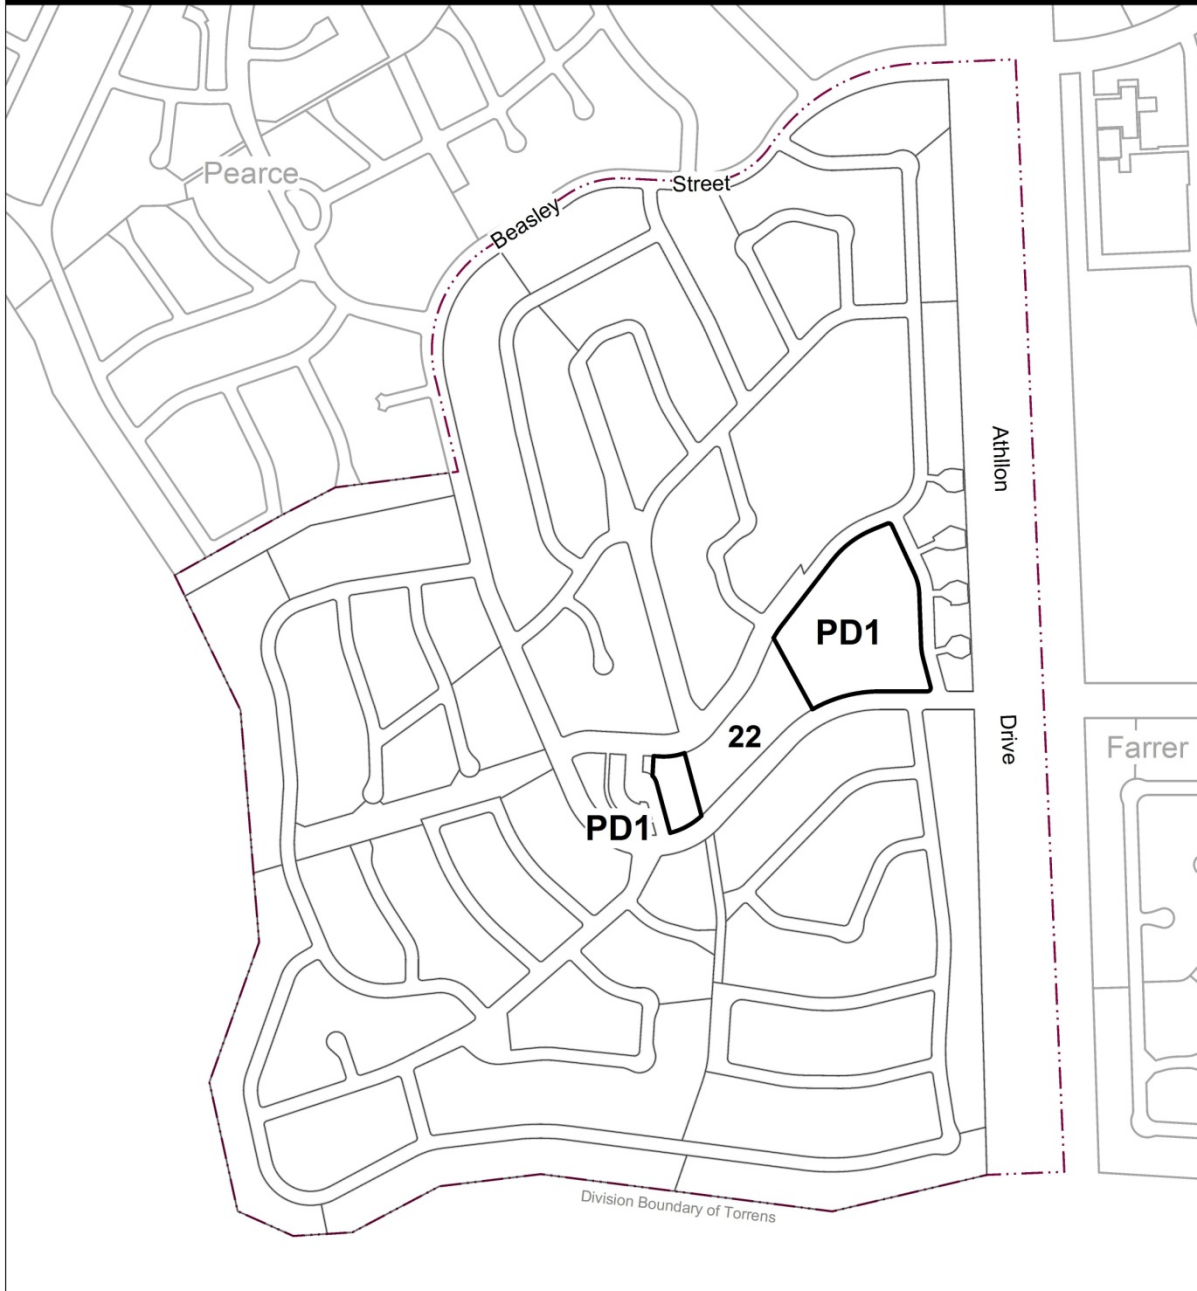 Pearce
Street
Beasley
Athllon
PD1
22
Drive
Farrer
PD1
Division Boundary of Torrens